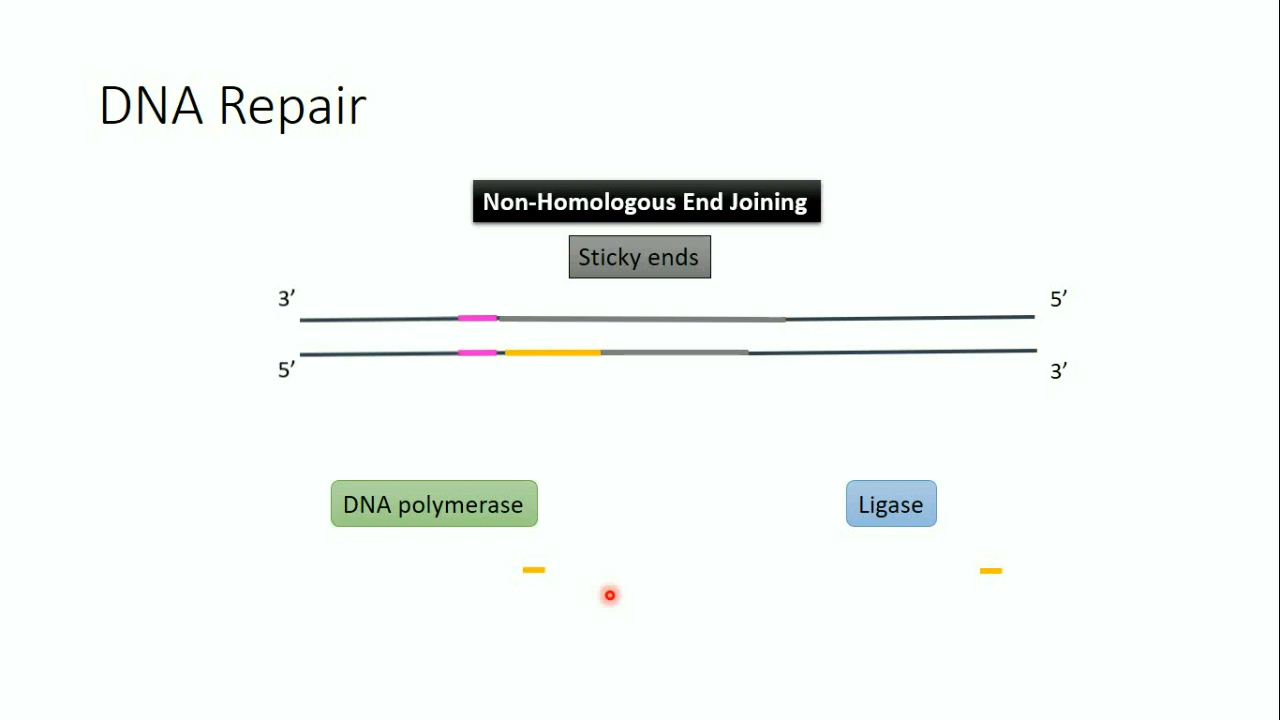 DNA Repair
Non-Homologous End Joining
Sticky ends
3’ 5’
5’ 3’
DNA polymerase Ligase